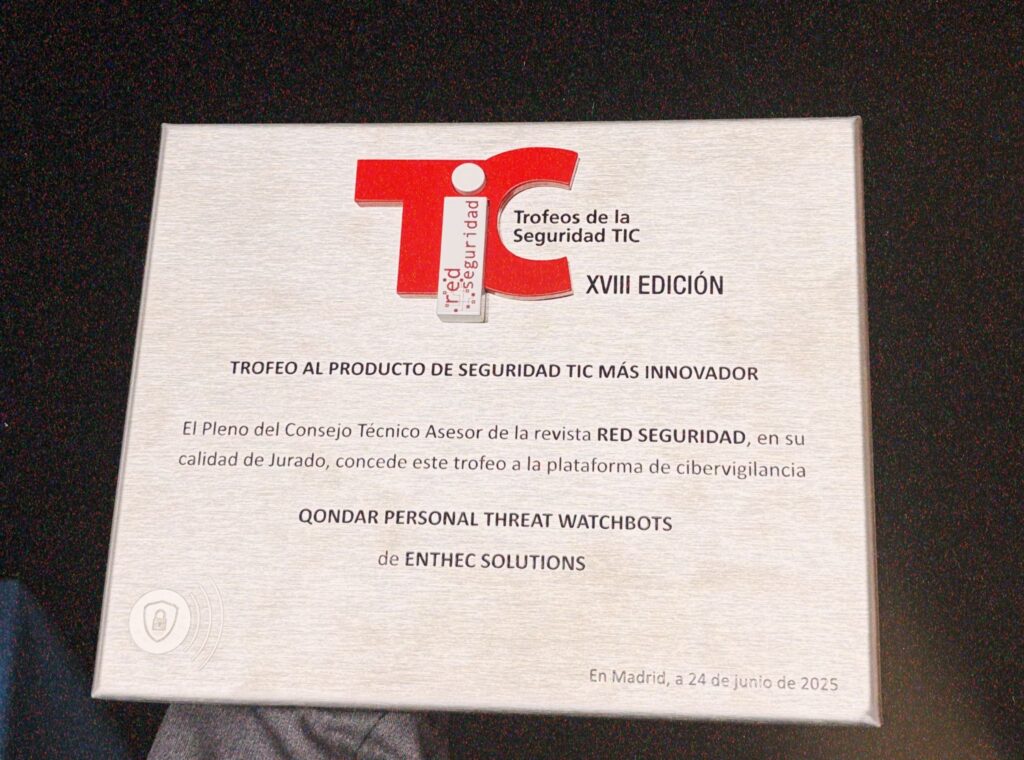 TiC
red
seguridad
Trofeos de la
Seguridad TIC
XVIII EDICIÓN
TROFEO AL PRODUCTO DE SEGURIDAD TIC MÁS INNOVADOR
El Pleno del Consejo Técnico Asesor de la revista RED SEGURIDAD, en su
calidad de Jurado, concede este trofeo a la plataforma de cibervigilancia
QONDAR PERSONAL THREAT WATCHBOTS
de ENTHEC SOLUTIONS
En Madrid, a 24 de junio de 2025